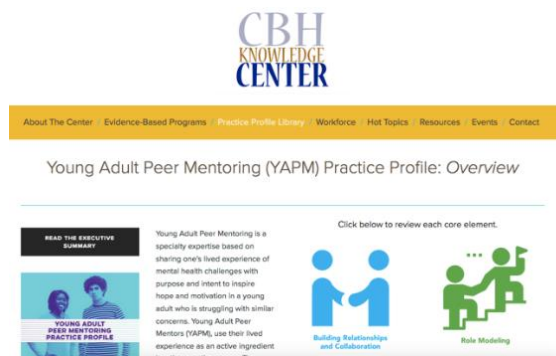 CBH
KNOWLEDGE
CENTER
About The Center / Evidence-Based Programs / Practice Profile Library / Workforce / Hot Topics / Resources / Events / Contact
Young Adult Peer Mentoring (YAPM) Practice Profile: Overview
READ THE EXECUTIVE
SUMMARY
YOUNG ADULT
PEER MENTORING
PRACTICE PROFILE
Young Adult Peer Mentoring is a
specialty expertise based on
sharing one's lived experience of
mental health challenges with
purpose and intent to inspire
hope and motivation in a young
adult who is struggling with similar
concerns. Young Adult Peer
Mentors (YAPM), use their lived
experience as an active ingredient
Click below to review each core element.
Building Relationships
and Collaboration
Role Modeling